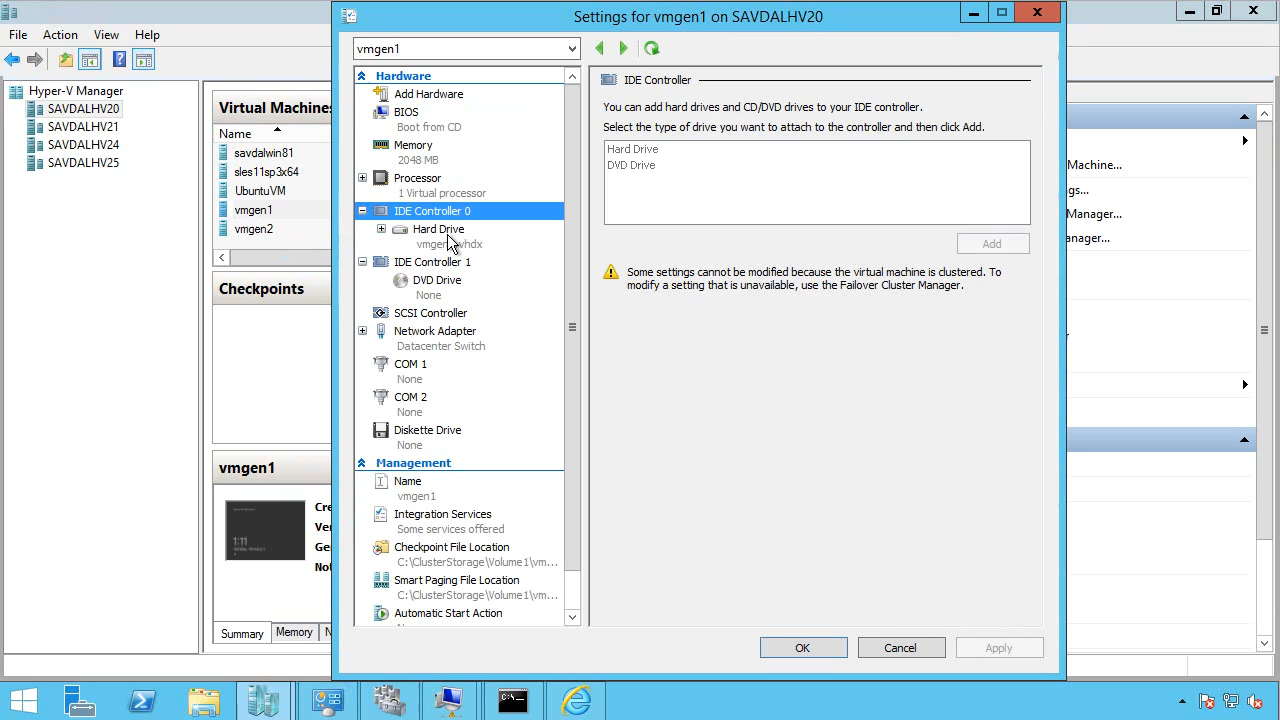 Settings for vmgen1 on SAVDALHV20
File Action View Help
Hyper-V Manager
SAVDALHV20
SAVDALHV21
SAVDALHV24
SAVDALHV25
Virtual Machines
Name
savdalwin81
sles11sp3x64
UbuntuVM
vmgen1
vmgen2
Checkpoints
vmgen1
1:11
Cre
Ver
Ge
Not
Summary Memory N
vmgen1
Hardware
Add Hardware
BIOS
Boot from CD
Memory
2048 MB
Processor
1 Virtual processor
IDE Controller 0
Hard Drive
IDE Controller 1
DVD Drive
None
SCSI Controller
Network Adapter
Datacenter Switch
COM 1
None
COM 2
None
Diskette Drive
None
Management
Name
vmgen1
Integration Services
Some services offered
Checkpoint File Location
C:\ClusterStorage\Volume1\vm...
Smart Paging File Location
C:\ClusterStorage\Volume1\vm...
Automatic Start Action
IDE Controller
You can add hard drives and CD/DVD drives to your IDE controller.
Select the type of drive you want to attach to the controller and then click Add.
Hard Drive
DVD Drive
Add
Some settings cannot be modified because the virtual machine is clustered. To
modify a setting that is unavailable, use the Failover Cluster Manager.
OK Cancel Apply
Machine...
gs...
anager...